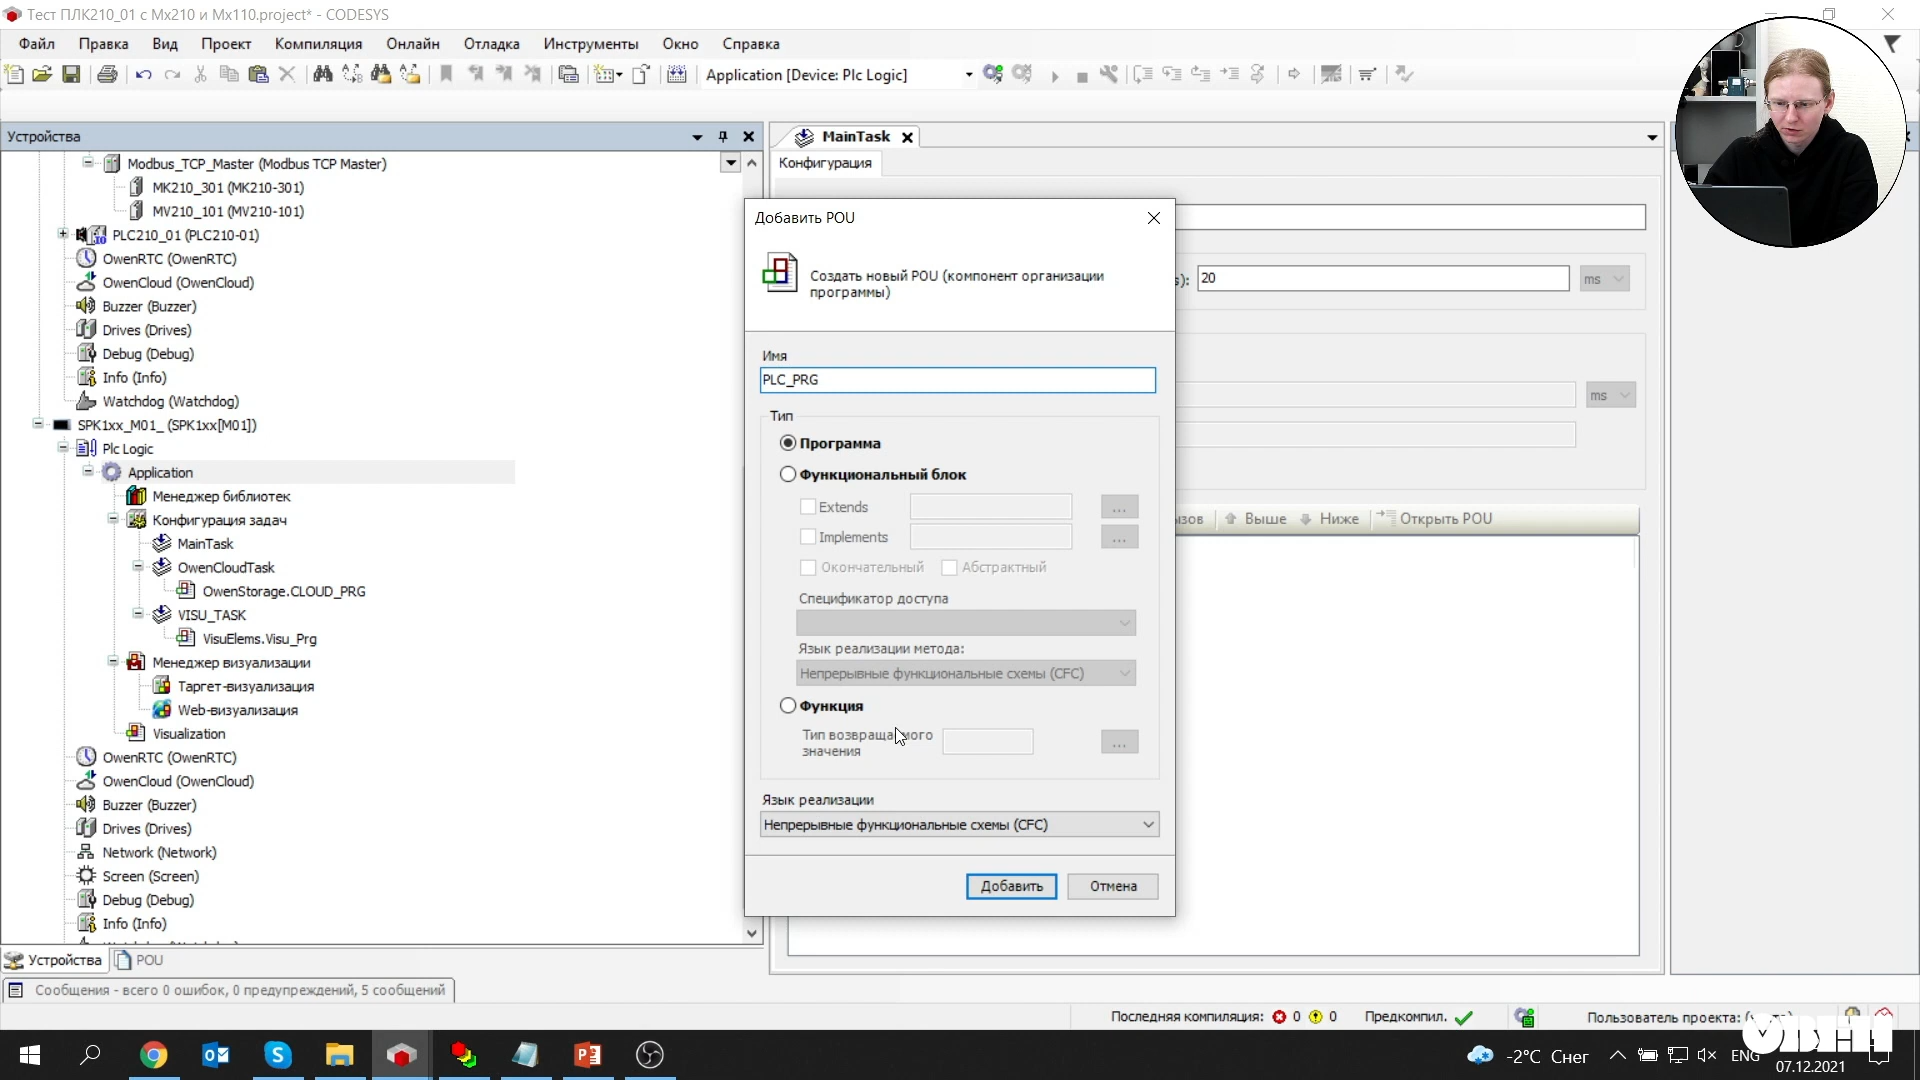 Тест ПЛК210_01 с Мх210 и Мх110.project* - CODESYS
Файл Правка Вид Проект Компиляция Онлайн Отладка Инструменты Окно Справка
Application [Device: Plc Logic]
Устройства
MainTask
Конфигурация
Modbus_TCP_Master (Modbus TCP Master)
MK210_301 (MK210-301)
MV210_101 (MV210-101)
PLC210_01 (PLC210-01)
OwenRTC (OwenRTC)
OwenCloud (OwenCloud)
Buzzer (Buzzer)
Drives (Drives)
Debug (Debug)
Info (Info)
Watchdog (Watchdog)
SPK1xx_M01_ (SPK1xx[M01])
Plc Logic
Application
Менеджер библиотек
Конфигурация задач
MainTask
OwenCloudTask
OwenStorage.CLOUD_PRG
VISU_TASK
VisuElems.Visu_Prg
Менеджер визуализации
Таргет-визуализация
Web-визуализация
Visualization
OwenRTC (OwenRTC)
OwenCloud (OwenCloud)
Buzzer (Buzzer)
Drives (Drives)
Network (Network)
Screen (Screen)
Debug (Debug)
Info (Info)
Добавить POU
Создать новый POU (компонент организации
программы)
Имя
PLC_PRG
Тип
Программа
Функциональный блок
Extends ...
Implements ...
Окончательный Абстрактный
Спецификатор доступа
Язык реализации метода:
Непрерывные функциональные схемы (CFC)
Функция
Тип возвращаемого
значения ...
Язык реализации
Непрерывные функциональные схемы (CFC)
Добавить Отмена
s): 20 ms
ms
ызов Выше Ниже Открыть POU
Устройства POU
Сообщения - всего 0 ошибок, 0 предупреждений, 5 сообщений
Последняя компиляция: 0 0 Предкомпил. Пользователь проекта:
-2°C Снег ENG
07.12.2021
ОВЕН